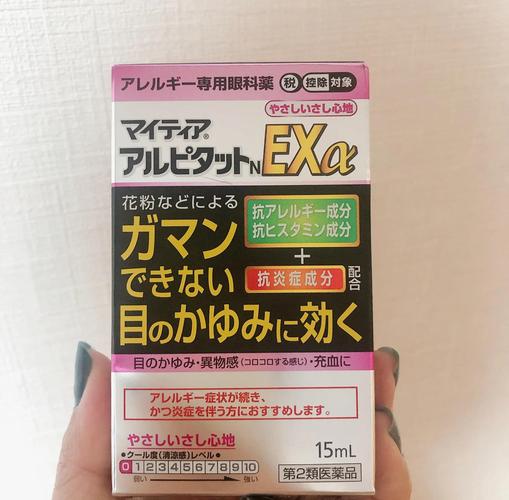 アレルギー専用眼科薬 税 控除 対象
やさしいさし心地
マイティア®
アルピタットN EXα
花粉などによる
ガマン
できない
目のかゆみに効く
抗アレルギー成分
抗ヒスタミン成分
+
抗炎症成分 配合
目のかゆみ・異物感(コロコロする感じ)・充血に
アレルギー症状が続き、
かつ炎症を伴う方におすすめします。
やさしいさし心地
●クール度(清涼感)レベル●
0 1 2 3 4 5 6 7 8 9 10
弱い 強い
15mL
第2類医薬品